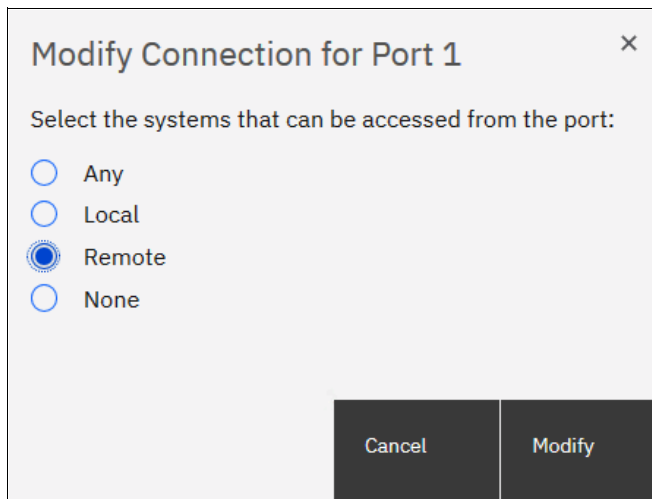 Modify Connection for Port 1
Select the systems that can be accessed from the port:
Any
Local
Remote
None
Cancel Modify